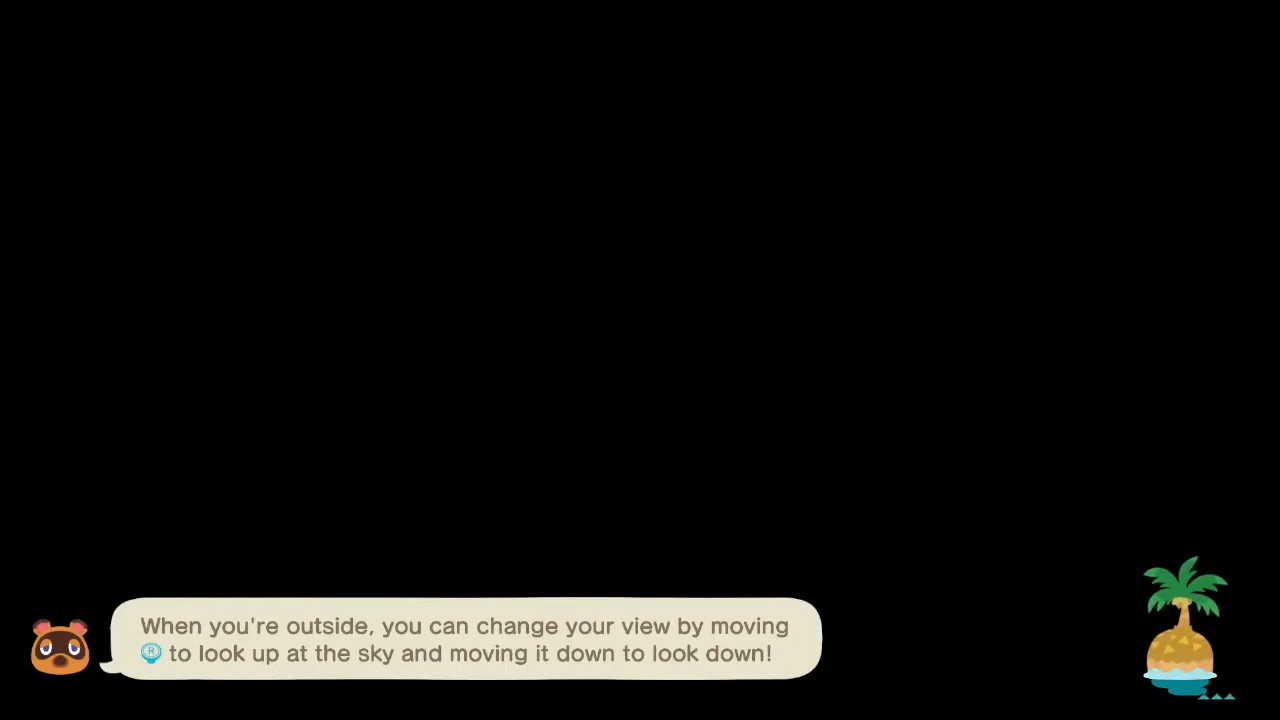 When you're outside, you can change your view by moving
R to look up at the sky and moving it down to look down!